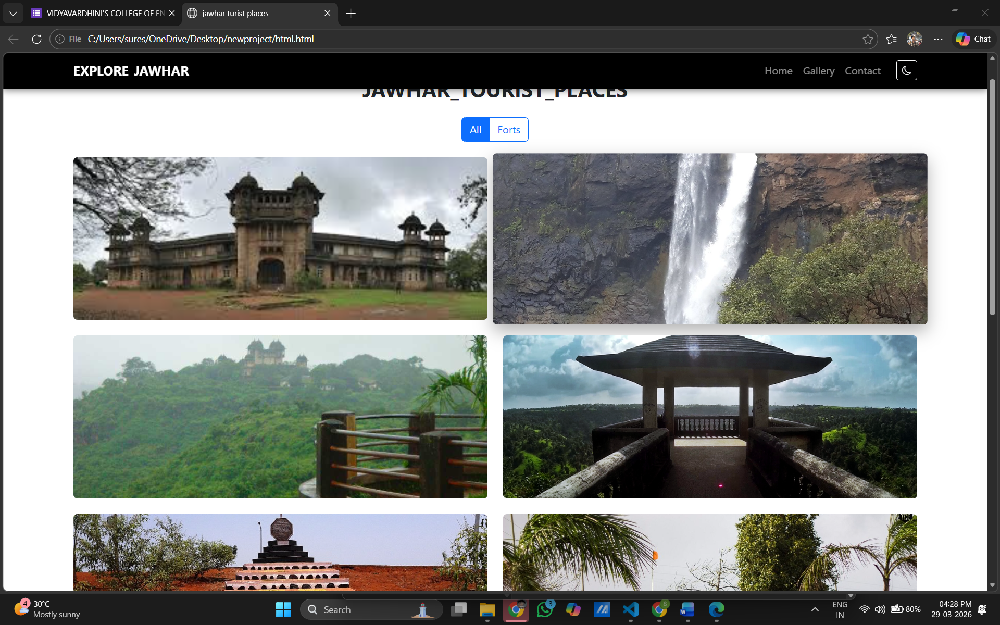 VIDYAVARDHINI'S COLLEGE OF EN
jawhar turist places
File C:/Users/sures/OneDrive/Desktop/newproject/html.html
Chat
EXPLORE_JAWHAR
Home Gallery Contact
JAWHAR_TOURIST_PLACES
All Forts
4 30°C
Mostly sunny
Search
3
S
W
ENG
IN
80%
04:28 PM
29-03-2026